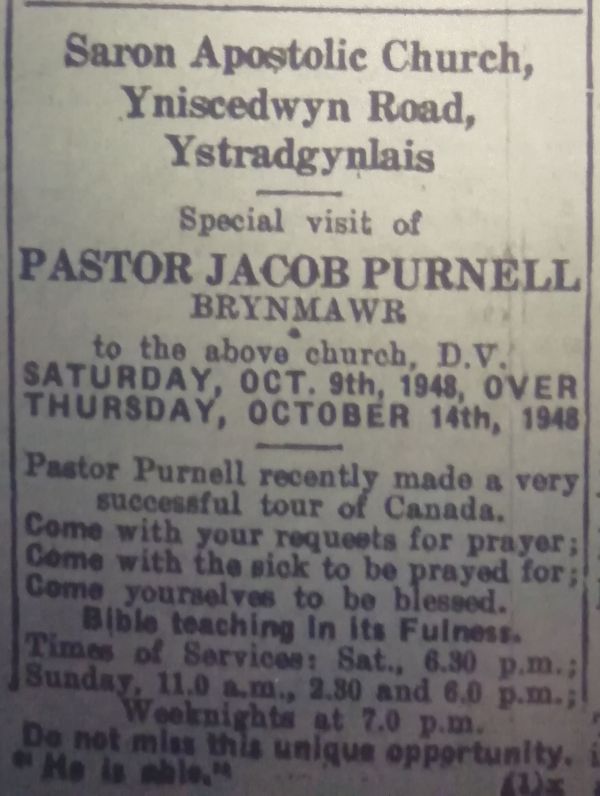 Saron Apostolic Church,
Yniscedwyn Road,
Ystradgynlais
Special visit of
PASTOR JACOB PURNELL
BRYNMAWR
to the above church, D.V.
SATURDAY, OCT. 9th, 1948, OVER
THURSDAY, OCTOBER 14th, 1948
Pastor Purnell recently made a very
successful tour of Canada.
Come with your requests for prayer;
Come with the sick to be prayed for;
Come yourselves to be blessed.
Bible teaching in its Fulness.
Times of Services: Sat., 6.30 p.m.;
Sunday, 11.0 a.m., 2.30 and 6.0 p.m.;
Weeknights at 7.0 p.m.
Do not miss this unique opportunity.
"He is able."
(1)x